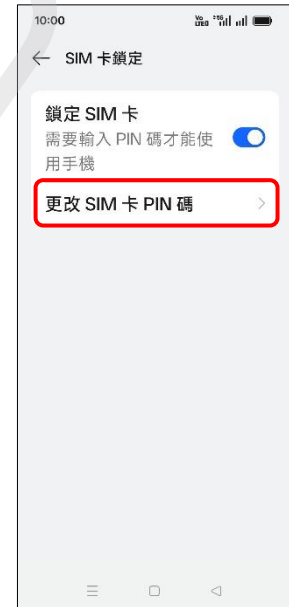 10:00
SIM 卡鎖定
鎖定 SIM 卡
需要輸入 PIN 碼才能使
用手機
更改 SIM 卡 PIN 碼